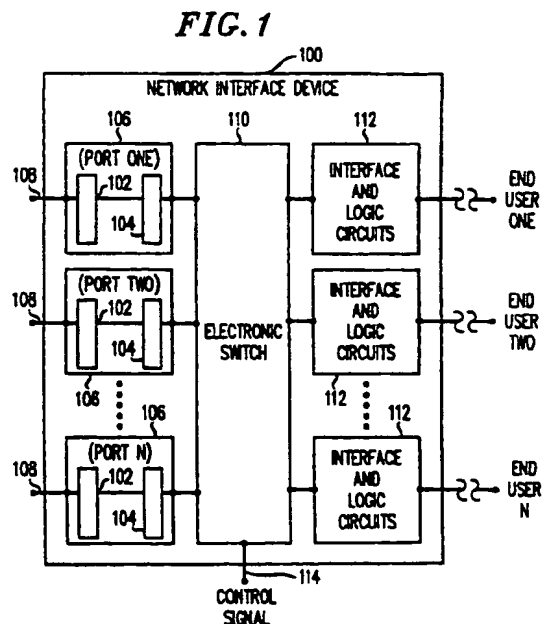 FIG. 1
100
NETWORK INTERFACE DEVICE
106
110
112
108
(PORT ONE)
102
104
INTERFACE
AND
LOGIC
CIRCUITS
END
USER
ONE
108
(PORT TWO)
102
104
106
ELECTRONIC
SWITCH
INTERFACE
AND
LOGIC
CIRCUITS
112
END
USER
TWO
106
112
108
(PORT N)
102
104
INTERFACE
AND
LOGIC
CIRCUITS
END
USER
N
114
CONTROL
SIGNAL